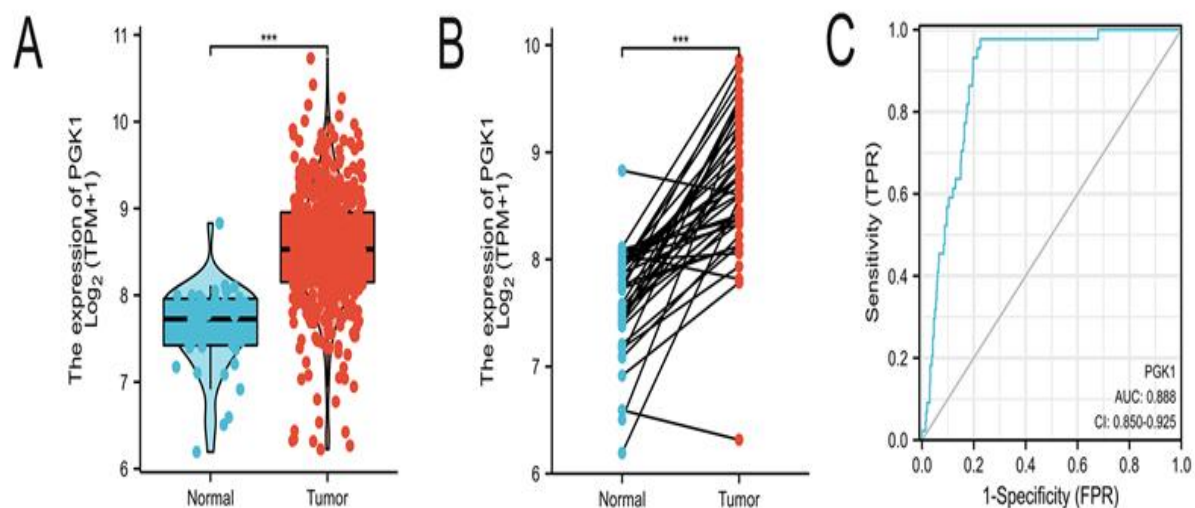 A
The expression of PGK1
Log2 (TPM+1)
11
10
9
8
7
6
***
Normal
Tumor
B
The expression of PGK1
Log2 (TPM+1)
10
9
8
7
6
***
Normal
Tumor
C
Sensitivity (TPR)
1.0
0.8
0.6
0.4
0.2
0.0
PGK1
AUC: 0.888
CI: 0.850-0.925
0.0 0.2 0.4 0.6 0.8 1.0
1-Specificity (FPR)